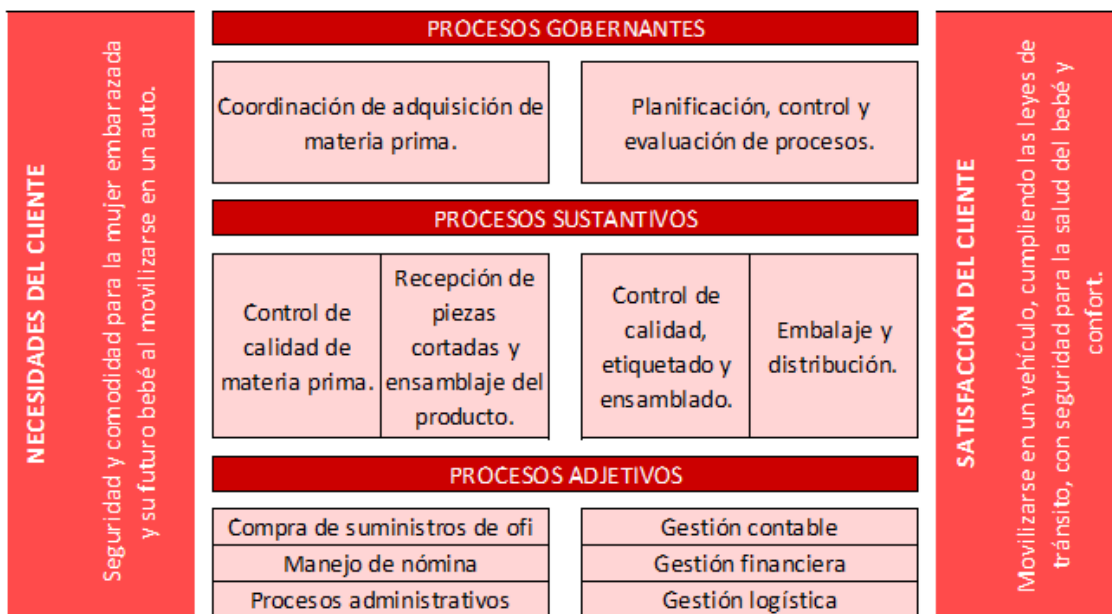 NECESIDADES DEL CLIENTE
Seguridad y comodidad para la mujer embarazada
y su futuro bebé al movilizarse en un auto.
PROCESOS GOBERNANTES
Coordinación de adquisición de
materia prima.
Planificación, control y
evaluación de procesos.
PROCESOS SUSTANTIVOS
Control de
calidad de
materia prima.
Recepción de
piezas
cortadas y
ensamblaje del
producto.
Control de
calidad,
etiquetado y
ensamblado.
Embalaje y
distribución.
PROCESOS ADJETIVOS
Compra de suministros de ofi
Manejo de nómina
Procesos administrativos
Gestión contable
Gestión financiera
Gestión logística
SATISFACCIÓN DEL CLIENTE
Movilizarse en un vehículo, cumpliendo las leyes de
tránsito, con seguridad para la salud del bebé y
confort.